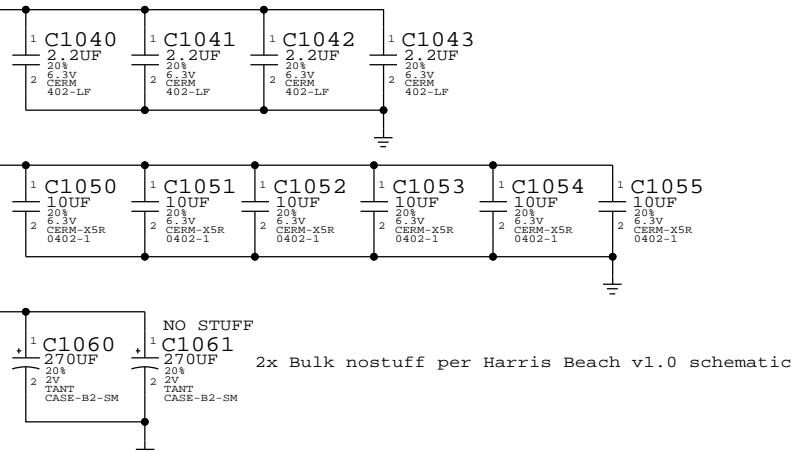 1 C1040 1 C1041 1 C1042 1 C1043
2.2UF 2.2UF 2.2UF 2.2UF
20% 20% 20% 20%
2 6.3V 2 6.3V 2 6.3V 2 6.3V
CERM CERM CERM CERM
402-LF 402-LF 402-LF 402-LF
1 C1050 1 C1051 1 C1052 1 C1053 1 C1054 1 C1055
10UF 10UF 10UF 10UF 10UF 10UF
20% 20% 20% 20% 20% 20%
2 6.3V 2 6.3V 2 6.3V 2 6.3V 2 6.3V 2 6.3V
CERM-X5R CERM-X5R CERM-X5R CERM-X5R CERM-X5R CERM-X5R
0402-1 0402-1 0402-1 0402-1 0402-1 0402-1
NO STUFF
+ 1 C1060 + 1 C1061
270UF 270UF
2x Bulk nostuff per Harris Beach v1.0 schematic
20% 20%
2 2V 2 2V
TANT TANT
CASE-B2-SM CASE-B2-SM